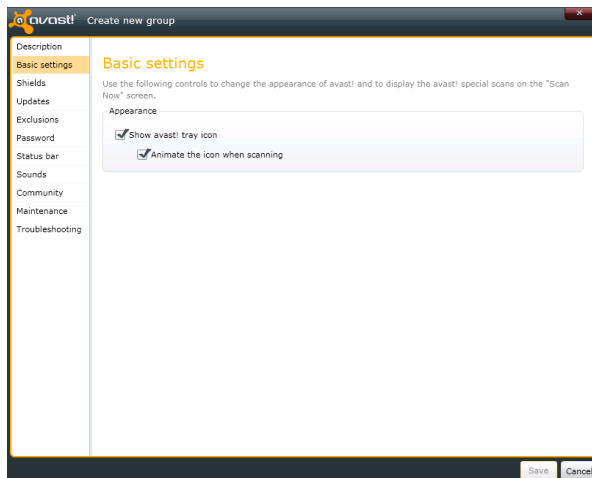 avast! Create new group
Description
Basic settings
Shields
Updates
Exclusions
Password
Status bar
Sounds
Community
Maintenance
Troubleshooting
Basic settings
Use the following controls to change the appearance of avast! and to display the avast! special scans on the "Scan
Now" screen.
Appearance
Show avast! tray icon
Animate the icon when scanning
Save Cancel